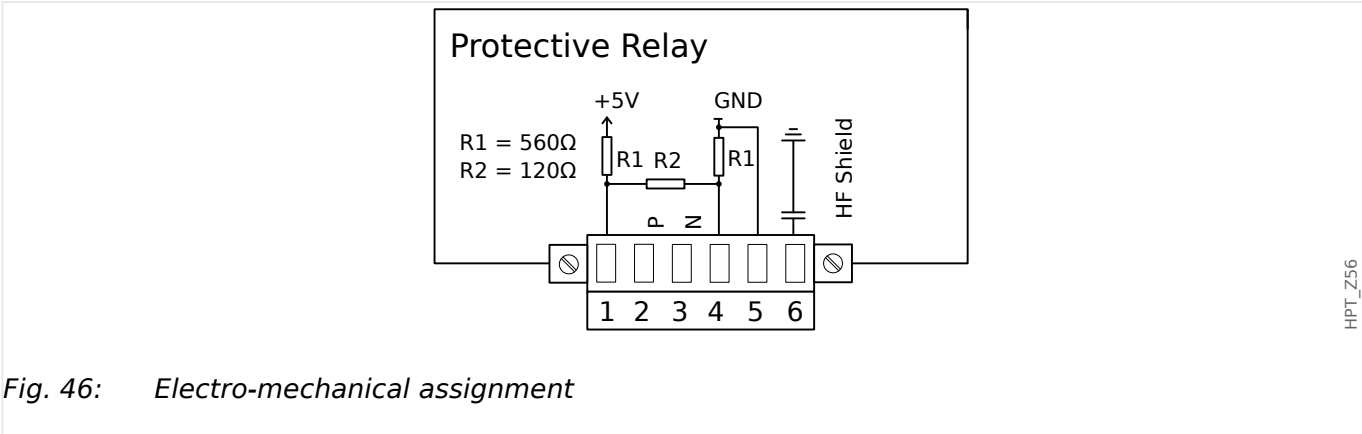 Protective Relay
+5V
GND
R1 = 560Ω
R2 = 120Ω
R1
R2
R1
HF Shield
P
N
1 2 3 4 5 6
HPT_Z56
Fig. 46: Electro-mechanical assignment